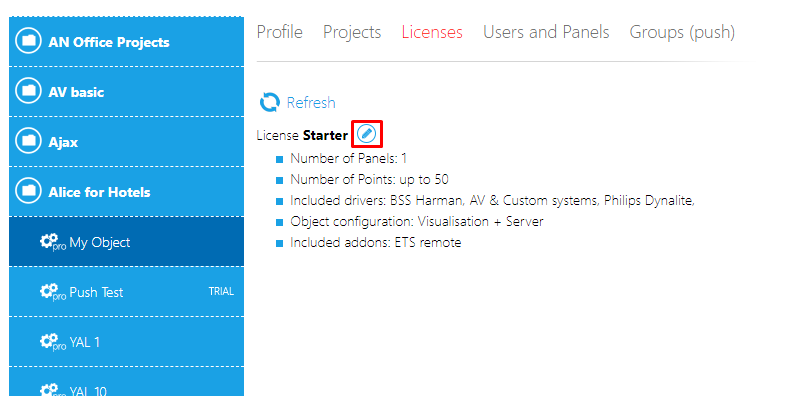 AN Office Projects
AV basic
Ajax
Alice for Hotels
pro My Object
pro Push Test TRIAL
pro YAL 1
pro YAL 10
Profile Projects Licenses Users and Panels Groups (push)
Refresh
License Starter
Number of Panels: 1
Number of Points: up to 50
Included drivers: BSS Harman, AV & Custom systems, Philips Dynalite,
Object configuration: Visualisation + Server
Included addons: ETS remote